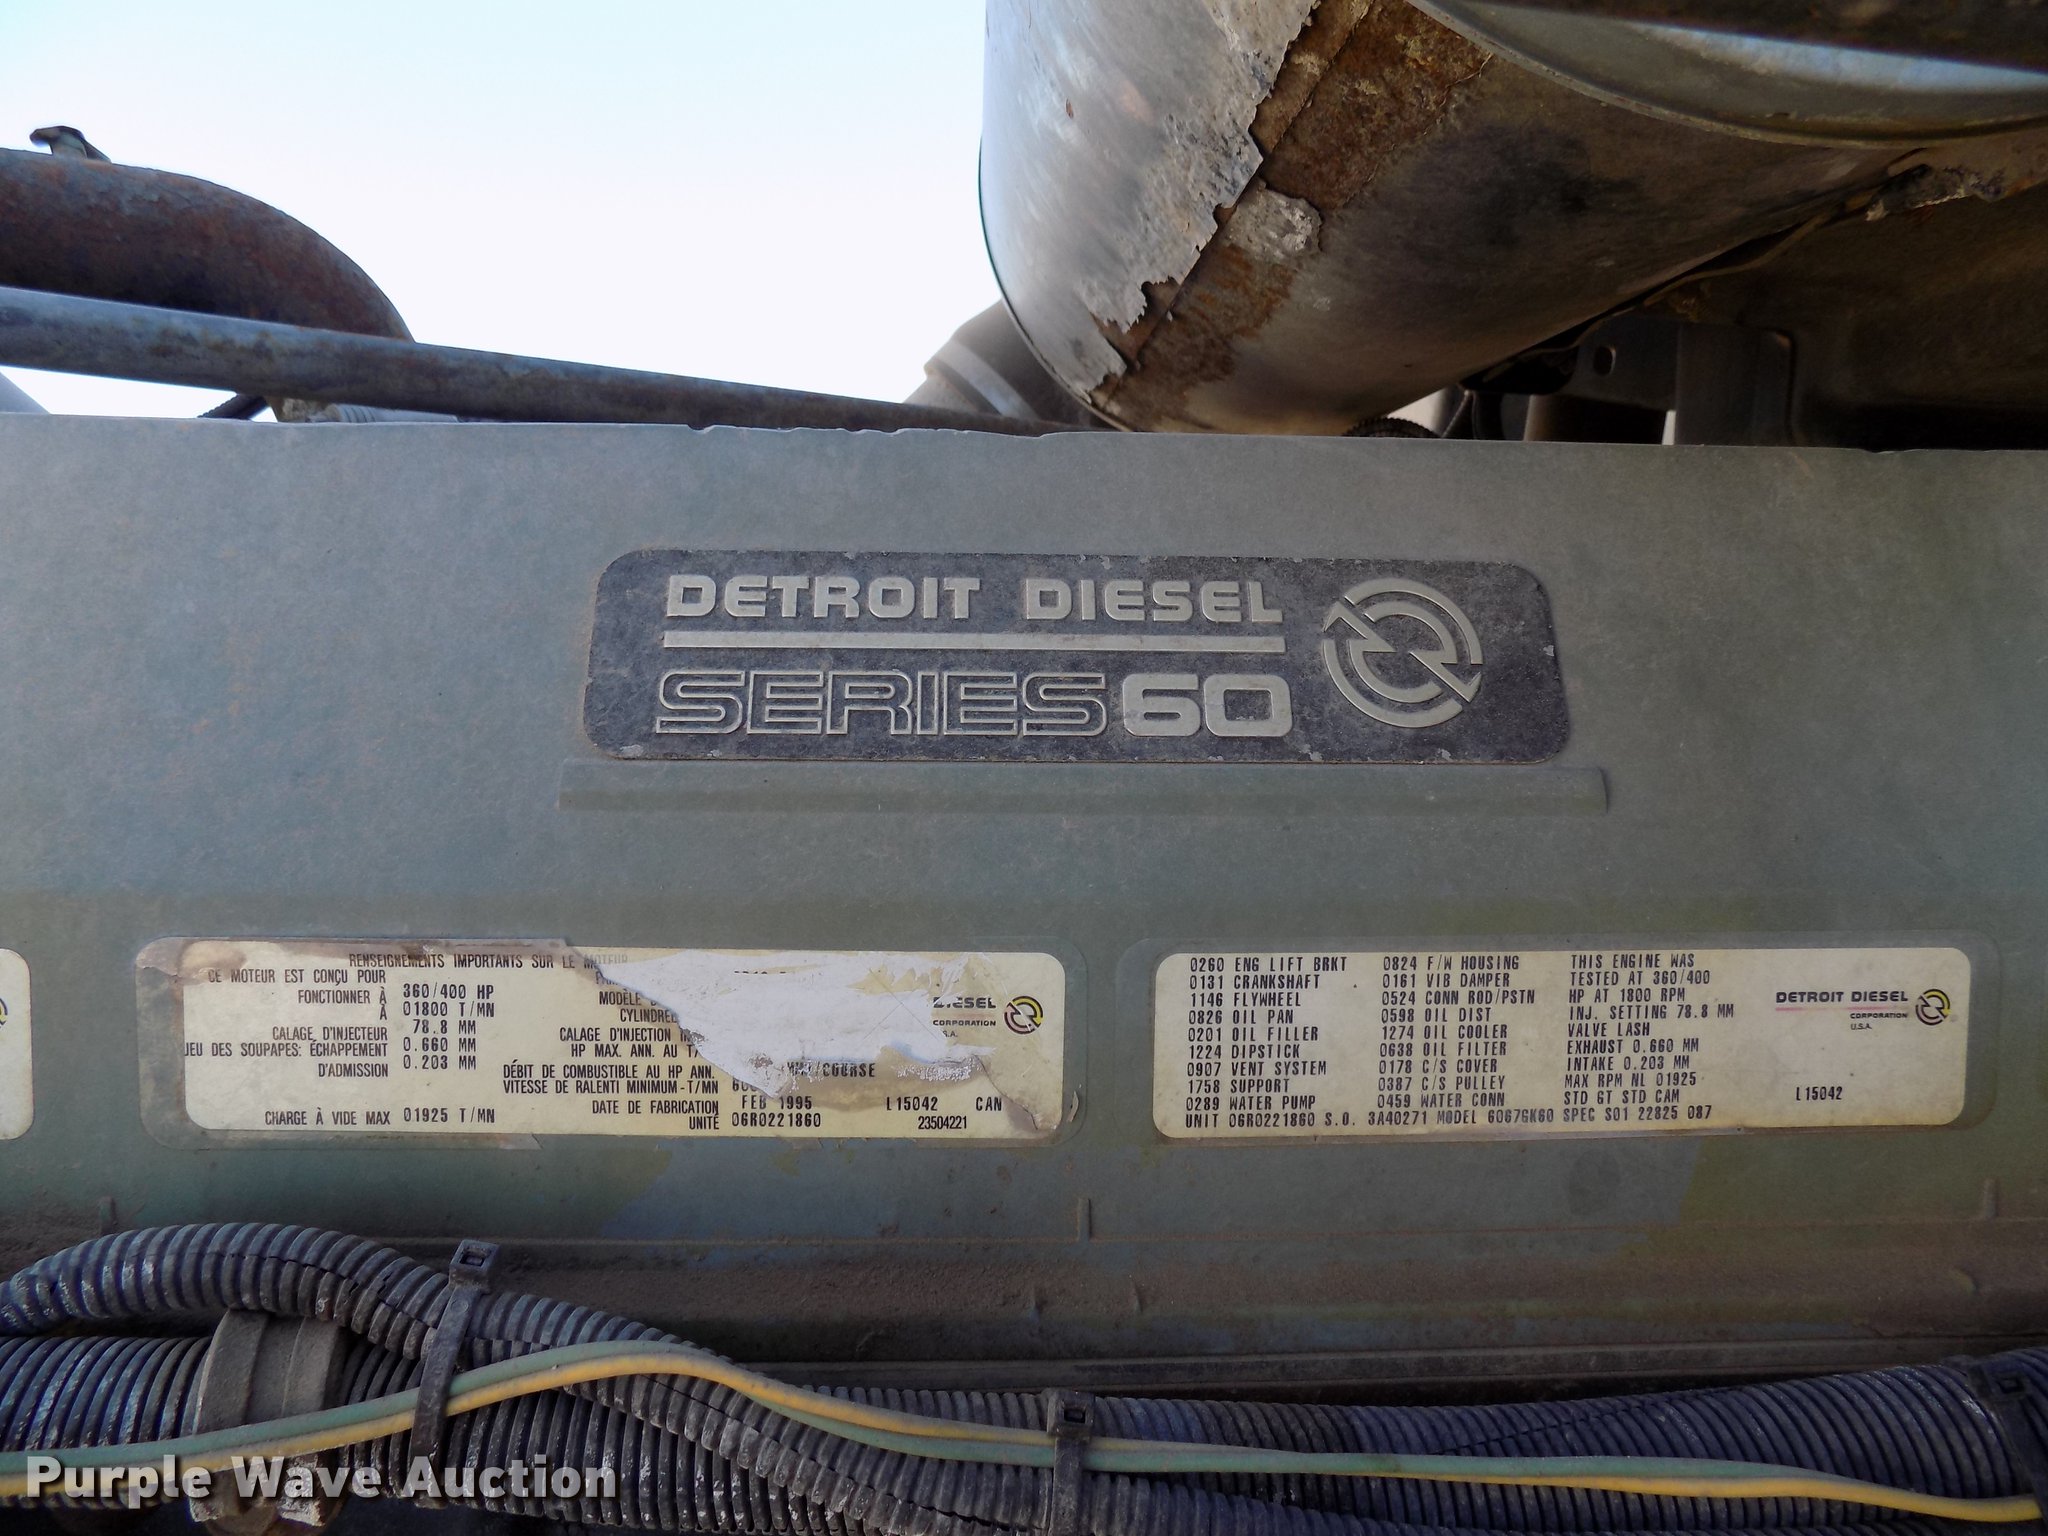 DETROIT DIESEL
SERIES 60
RENSEIGNEMENTS IMPORTANTS SUR LE MOTEUR
CE MOTEUR EST CONÇU POUR
FONCTIONNER À 360/400 HP
À 01800 T/MN
CALAGE D'INJECTEUR 78.8 MM
JEU DES SOUPAPES: ÉCHAPPEMENT 0.660 MM
D'ADMISSION 0.203 MM
CHARGE À VIDE MAX 01925 T/MN
MODÈLE
CALAGE D'INJECTION
HP MAX. ANN. AU
DÉBIT DE COMBUSTIBLE AU HP ANN. /COURSE
VITESSE DE RALENTI MINIMUM-T/MN
DATE DE FABRICATION FEB 1995 L15042 CAN
UNITÉ 06R0221860 23504221
DIESEL
CORPORATION
0260 ENG LIFT BRKT 0824 F/W HOUSING THIS ENGINE WAS
0131 CRANKSHAFT 0161 VIB DAMPER TESTED AT 360/400
1146 FLYWHEEL 0524 CONN ROD/PSTN HP AT 1800 RPM
0826 OIL PAN 0598 OIL DIST INJ. SETTING 78.8 MM
0201 OIL FILLER 1274 OIL COOLER VALVE LASH
1224 DIPSTICK 0638 OIL FILTER EXHAUST 0.660 MM
0907 VENT SYSTEM 0178 C/S COVER INTAKE 0.203 MM
1758 SUPPORT 0387 C/S PULLEY MAX RPM NL 01925
0289 WATER PUMP 0459 WATER CONN STD GT STD CAM
UNIT 06R0221860 S.O. 3A40271 MODEL 6067GK60 SPEC S01 22825 087
DETROIT DIESEL
CORPORATION
U.S.A.
L15042
Purple Wave Auction